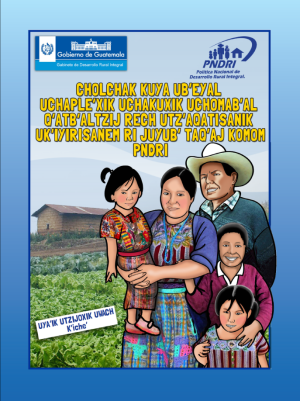 Gobierno de Guatemala
Gabinete de Desarrollo Rural Integral
PNDRI
Política Nacional de
Desarrollo Rural Integral.
CHOLCHAK KUYA UB'EYAL
UCHAPLE'XIK UCHAKUXIK UCHOMAB'AL
Q'ATB'ALTZIJ RECH UTZ'AQATISANIK
UK'IYIRISANEM RI JUYUB' TAQ'AJ KOMOM
PNDRI
UYA'IK UTZIJOXIK UWACH
K'iche'